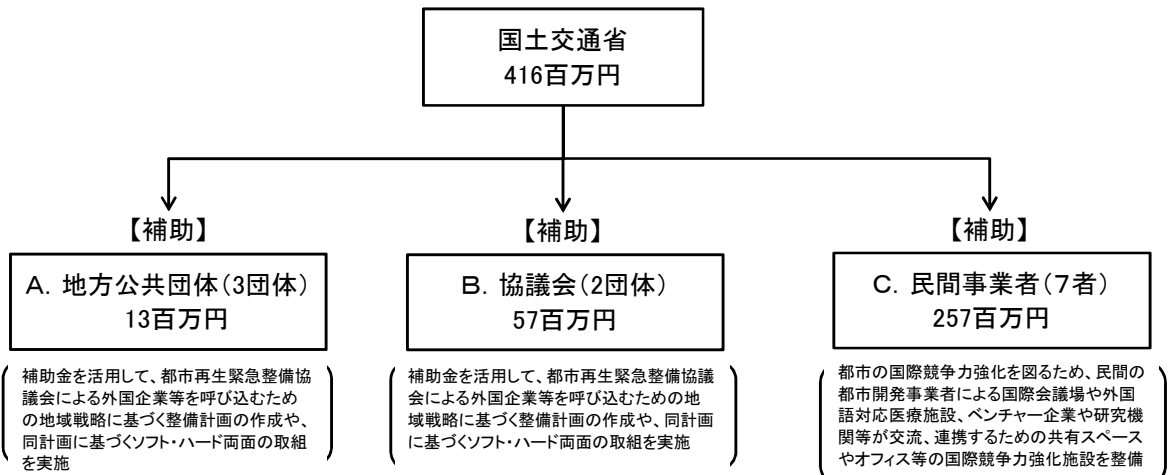 国土交通省
416百万円
【補助】
【補助】
【補助】
A. 地方公共団体(3団体)
13百万円
B. 協議会(2団体)
57百万円
C. 民間事業者(7者)
257百万円
補助金を活用して、都市再生緊急整備協
議会による外国企業等を呼び込むため
の地域戦略に基づく整備計画の作成や、
同計画に基づくソフト・ハード両面の取組
を実施
補助金を活用して、都市再生緊急整備協議
会による外国企業等を呼び込むための地
域戦略に基づく整備計画の作成や、同計画
に基づくソフト・ハード両面の取組を実施
都市の国際競争力強化を図るため、民間の
都市開発事業者による国際会議場や外国
語対応医療施設、ベンチャー企業や研究機
関等が交流、連携するための共有スペース
やオフィス等の国際競争力強化施設を整備